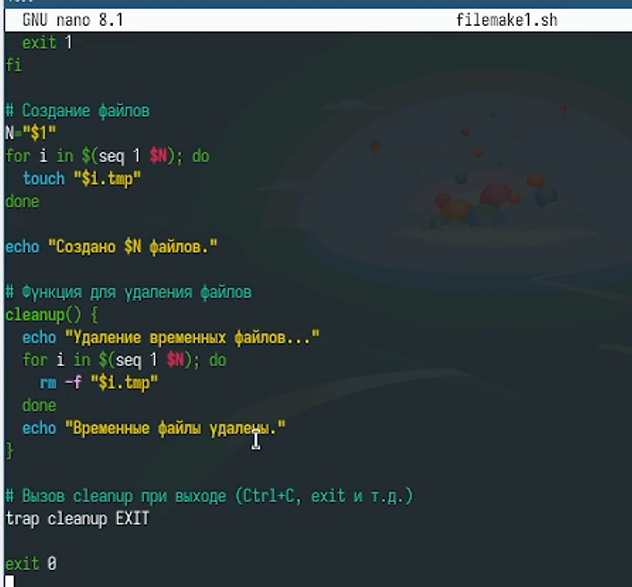 GNU nano 8.1 filemake1.sh
exit 1
fi
# Создание файлов
N="$1"
for i in $(seq 1 $N); do
touch "$i.tmp"
done
echo "Создано $N файлов."
# Функция для удаления файлов
cleanup() {
echo "Удаление временных файлов..."
for i in $(seq 1 $N); do
rm -f "$i.tmp"
done
echo "Временные файлы удалены."
}
# Вызов cleanup при выходе (Ctrl+C, exit и т.д.)
trap cleanup EXIT
exit 0